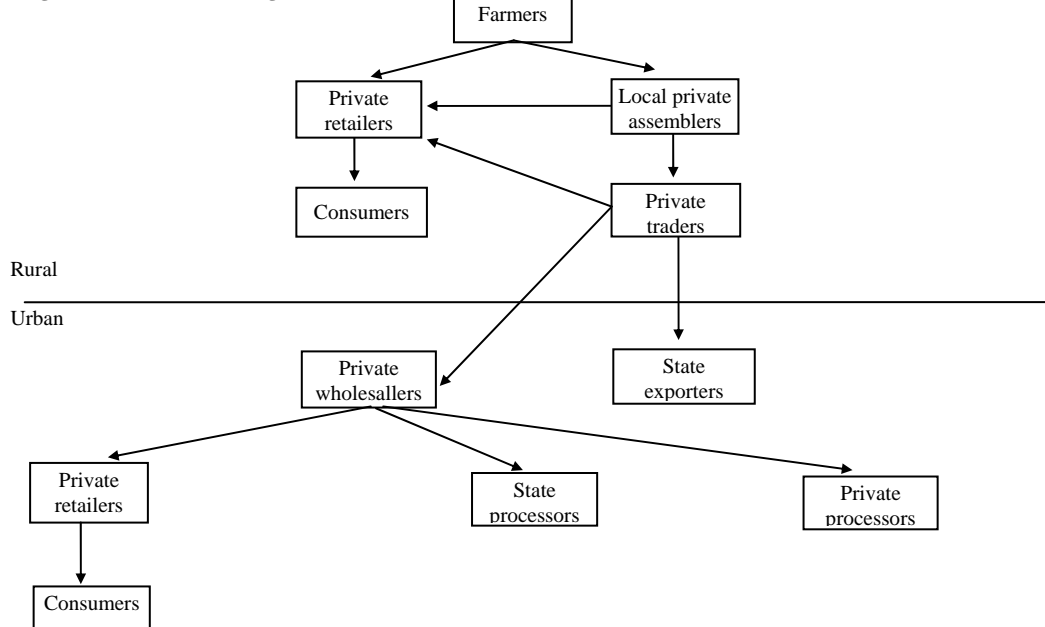 Farmers
Private
retailers
Local private
assemblers
Consumers
Private
traders
Rural
Urban
Private
wholesallers
State
exporters
Private
retailers
State
processors
Private
processors
Consumers